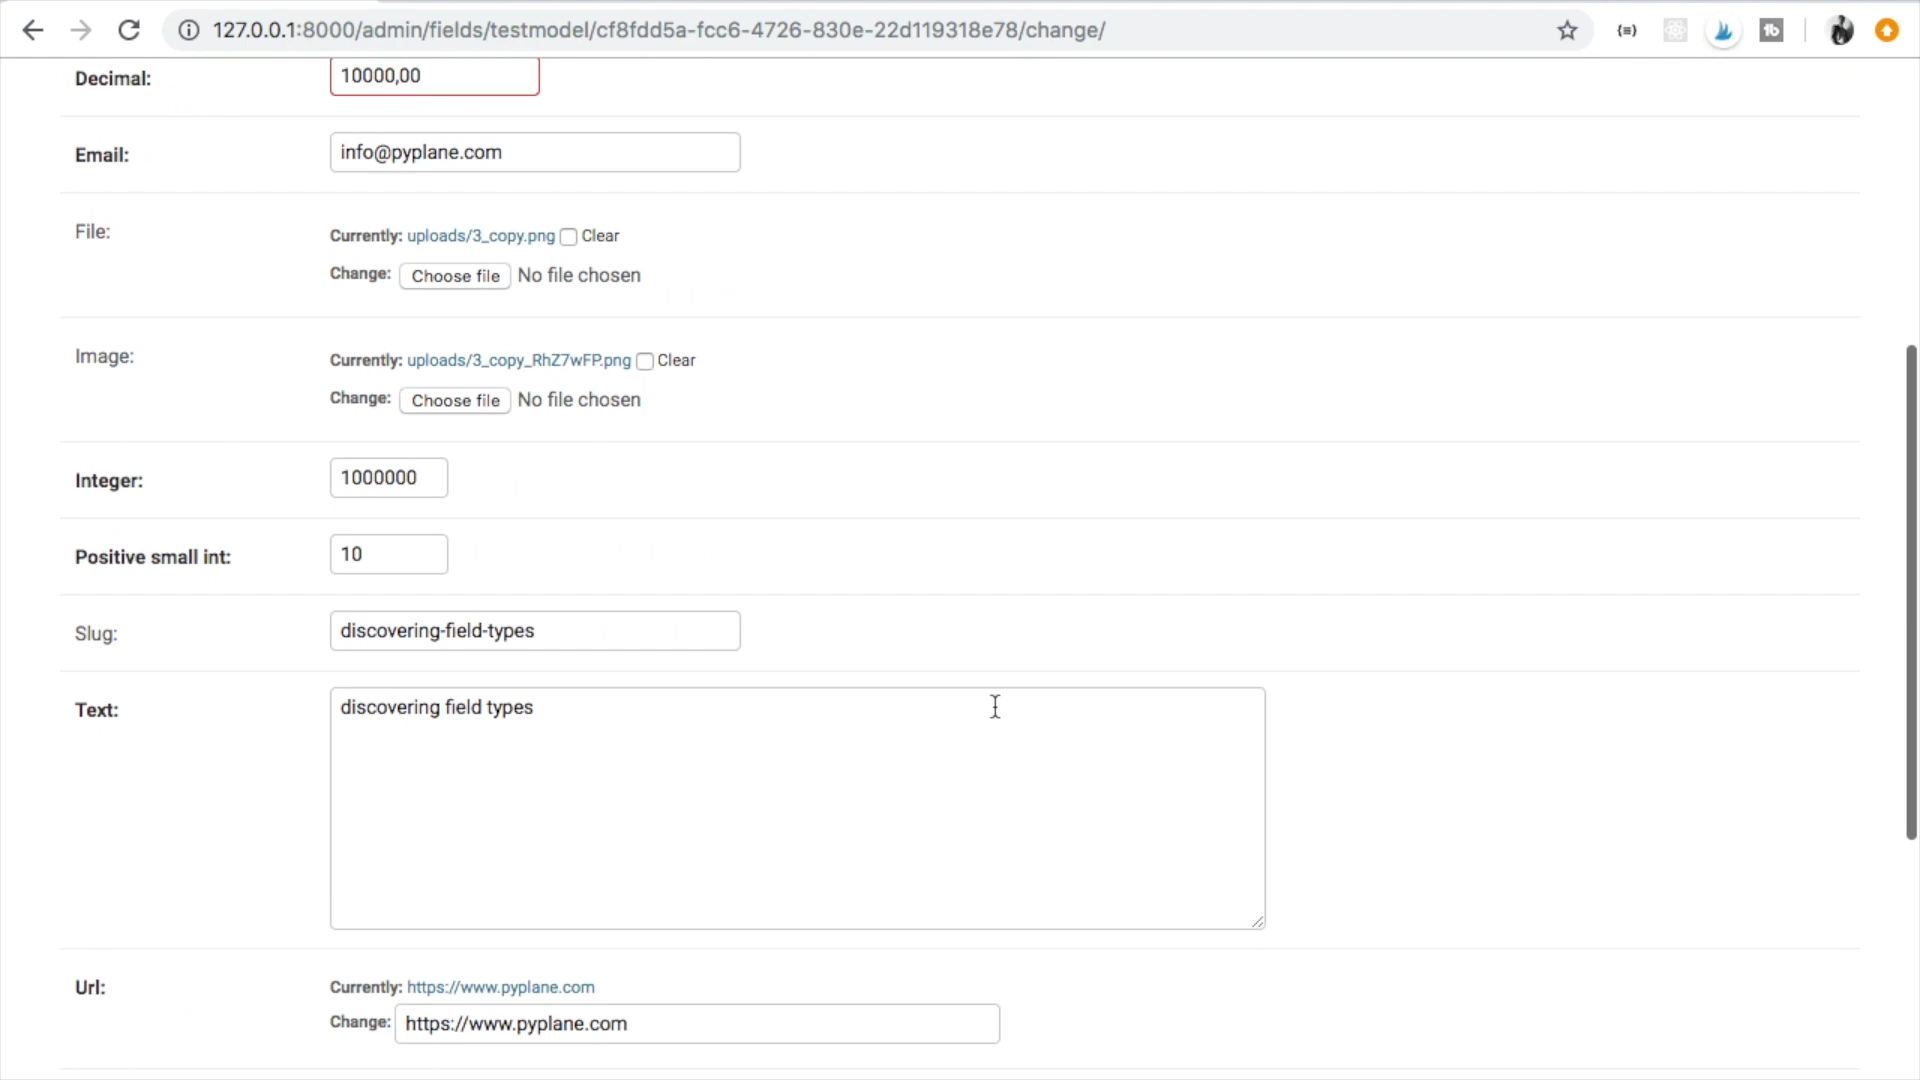 127.0.0.1:8000/admin/fields/testmodel/cf8fdd5a-fcc6-4726-830e-22d119318e78/change/
Decimal: 10000,00
Email: info@pyplane.com
File: Currently: uploads/3_copy.png Clear
Change: Choose file No file chosen
Image: Currently: uploads/3_copy_RhZ7wFP.png Clear
Change: Choose file No file chosen
Integer: 1000000
Positive small int: 10
Slug: discovering-field-types
Text: discovering field types
Url: Currently: https://www.pyplane.com
Change: https://www.pyplane.com